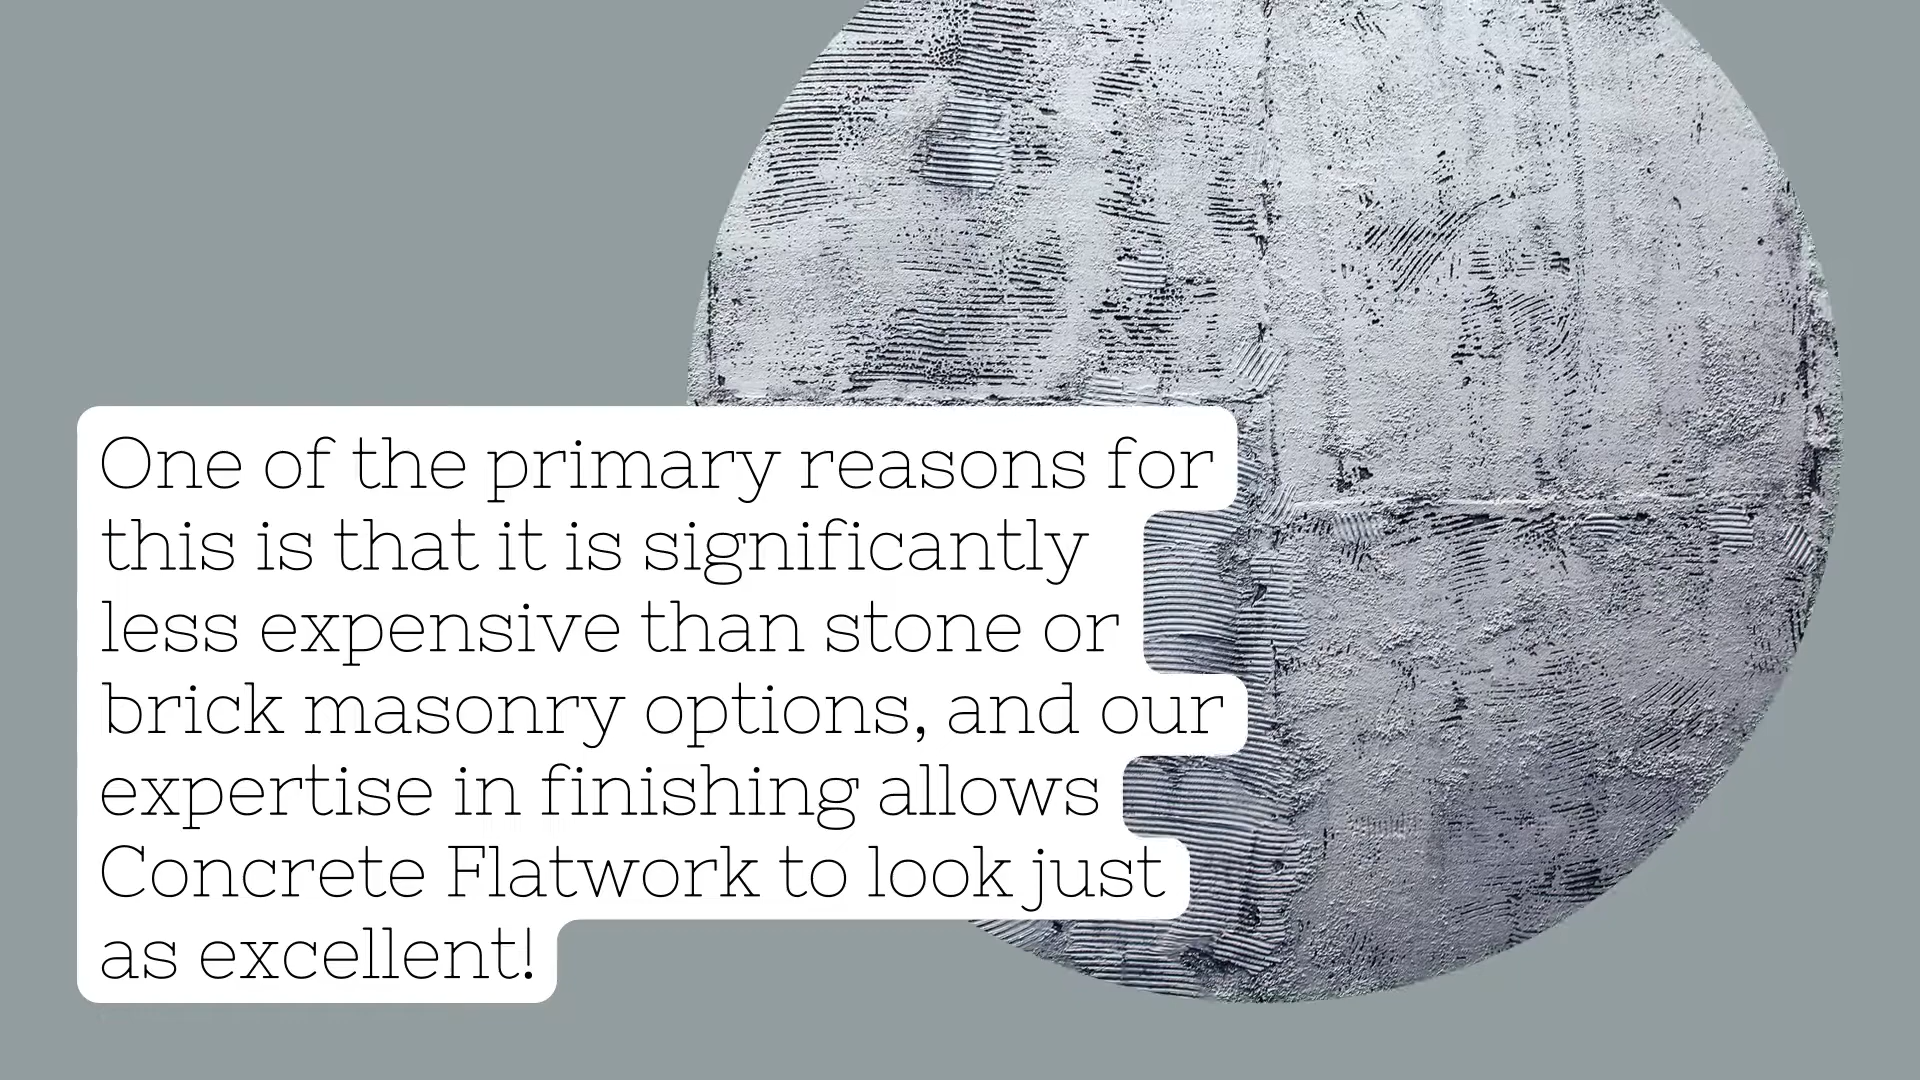 One of the primary reasons for
this is that it is significantly
less expensive than stone or
brick masonry options, and our
expertise in finishing allows
Concrete Flatwork to look just
as excellent!